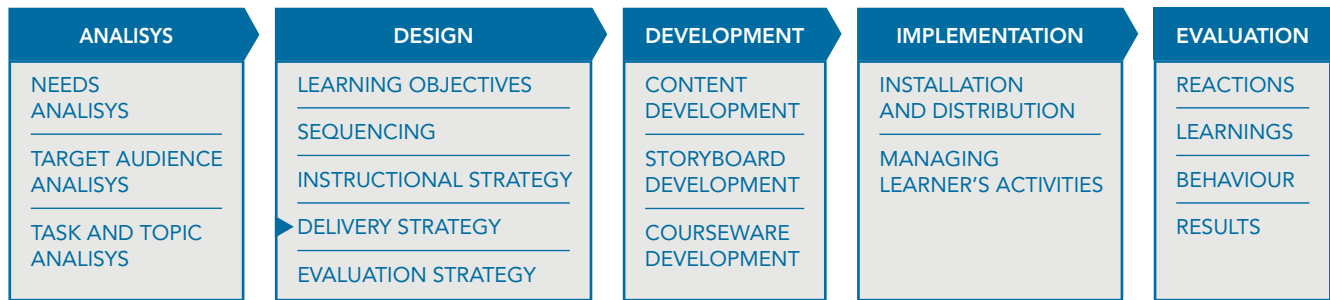 ANALISYS
NEEDS
ANALISYS
TARGET AUDIENCE
ANALISYS
TASK AND TOPIC
ANALISYS
DESIGN
LEARNING OBJECTIVES
SEQUENCING
INSTRUCTIONAL STRATEGY
DELIVERY STRATEGY
EVALUATION STRATEGY
DEVELOPMENT
CONTENT
DEVELOPMENT
STORYBOARD
DEVELOPMENT
COURSEWARE
DEVELOPMENT
IMPLEMENTATION
INSTALLATION
AND DISTRIBUTION
MANAGING
LEARNER'S ACTIVITIES
EVALUATION
REACTIONS
LEARNINGS
BEHAVIOUR
RESULTS